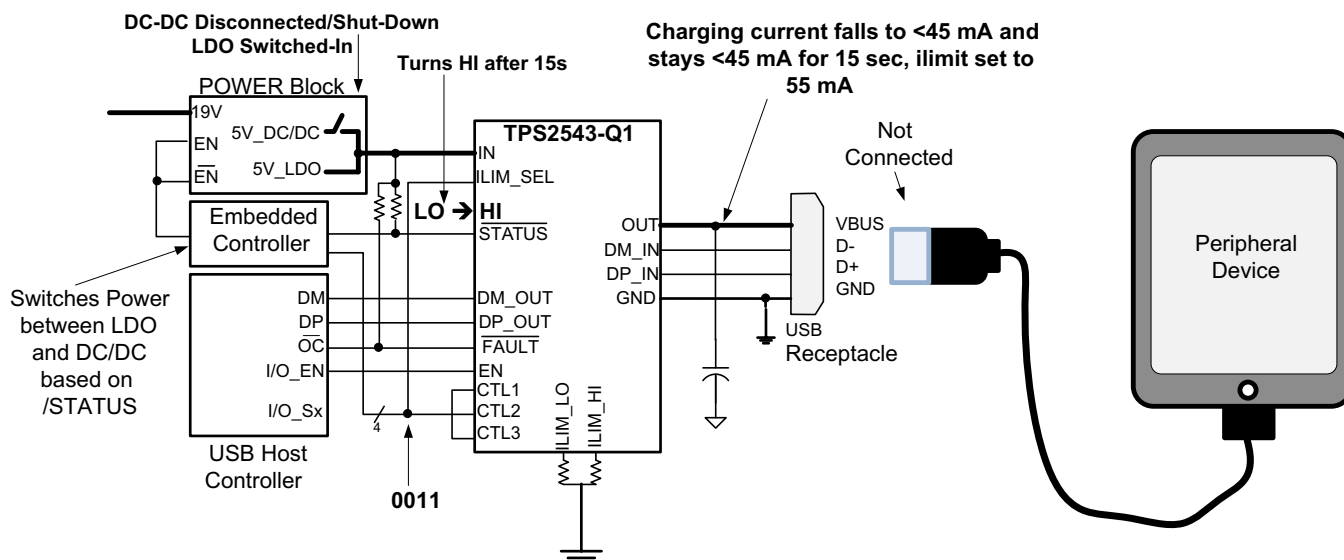 DC-DC Disconnected/Shut-Down
LDO Switched-In
Turns HI after 15s
Charging current falls to <45 mA and
stays <45 mA for 15 sec, ilimit set to
55 mA
POWER Block
19V
EN
E̅N̅
5V_DC/DC
5V_LDO
TPS2543-Q1
IN
ILIM_SEL
LO → HI
S̅T̅A̅T̅U̅S̅
Embedded
Controller
Switches Power
between LDO
and DC/DC
based on
/STATUS
DM
DP
O̅C̅
I/O_EN
I/O_Sx
USB Host
Controller
DM_OUT
DP_OUT
F̅A̅U̅L̅T̅
EN
CTL1
CTL2
CTL3
4
0011
ILIM_LO
ILIM_HI
OUT
DM_IN
DP_IN
GND
USB
Receptacle
Not
Connected
VBUS
D-
D+
GND
Peripheral
Device